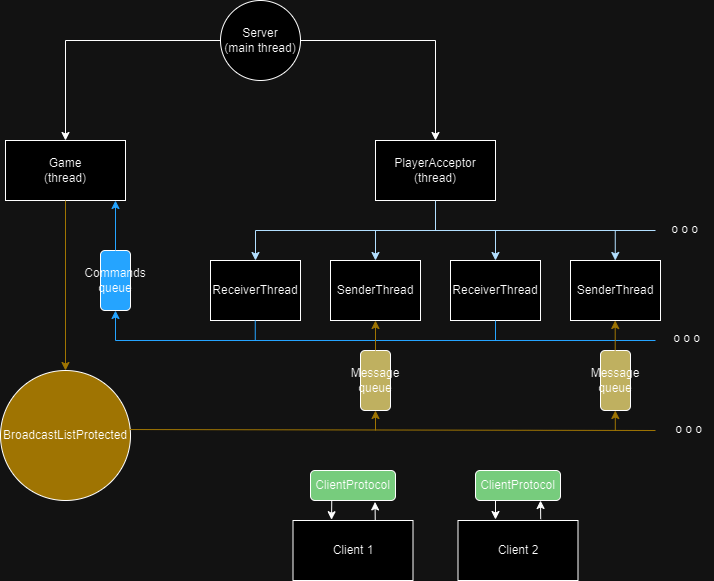 Server
(main thread)
Game
(thread)
PlayerAcceptor
(thread)
o o o
Commands
queue
ReceiverThread
SenderThread
ReceiverThread
SenderThread
o o o
Message
queue
Message
queue
BroadcastListProtected
o o o
ClientProtocol
ClientProtocol
Client 1
Client 2